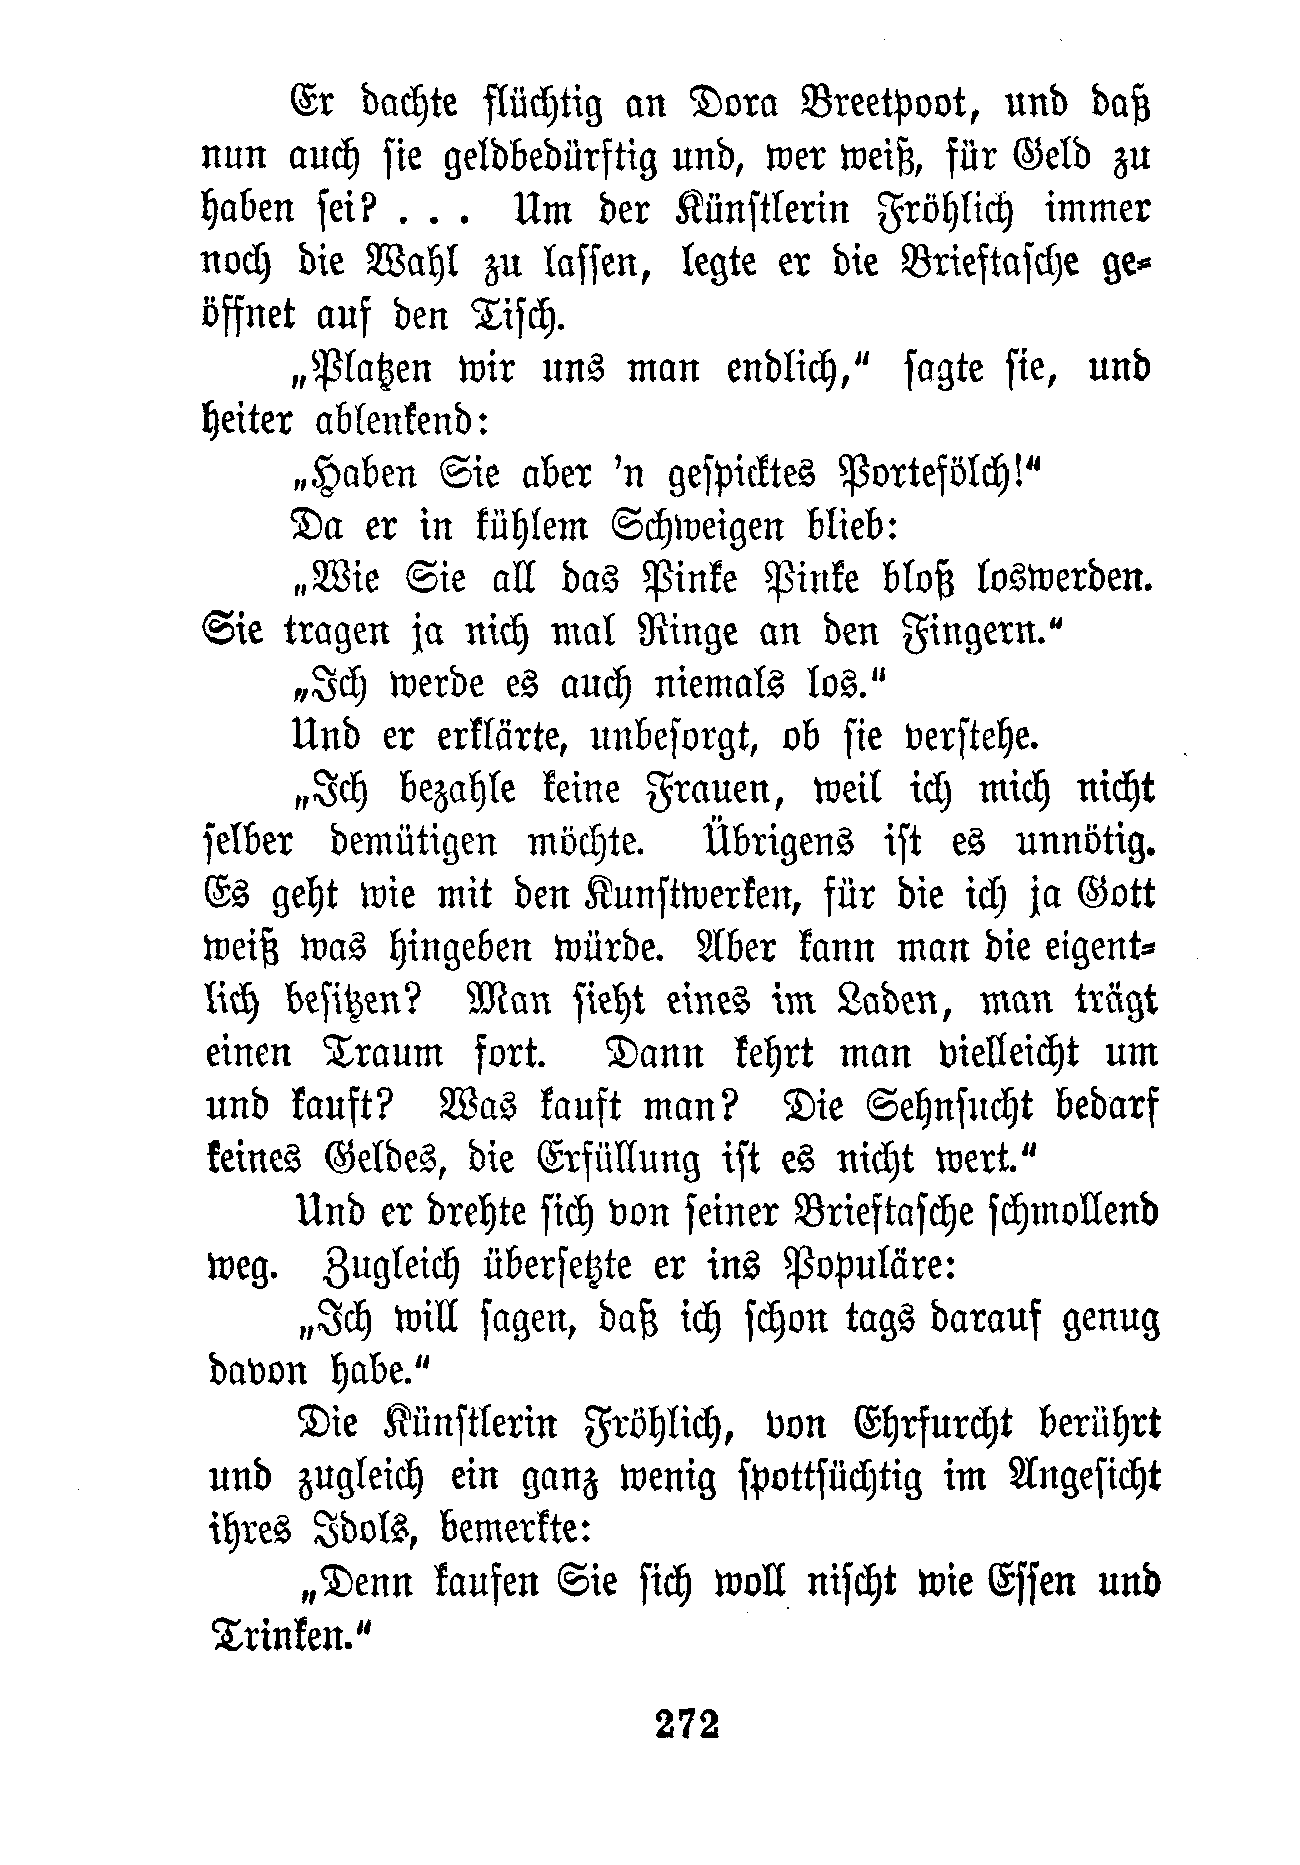 Er dachte flüchtig an Dora Breetpoot, und daß
nun auch sie geldbedürftig und, wer weiß, für Geld zu
haben sei? . . . Um der Künstlerin Fröhlich immer
noch die Wahl zu lassen, legte er die Brieftasche ge-
öffnet auf den Tisch.
„Platzen wir uns man endlich,“ sagte sie, und
heiter ablenkend:
„Haben Sie aber 'n gespicktes Portefölch!“
Da er in kühlem Schweigen blieb:
„Wie Sie all das Pinke Pinke bloß loswerden.
Sie tragen ja nich mal Ringe an den Fingern.“
„Ich werde es auch niemals los.“
Und er erklärte, unbesorgt, ob sie verstehe.
„Ich bezahle keine Frauen, weil ich mich nicht
selber demütigen möchte. Übrigens ist es unnötig.
Es geht wie mit den Kunstwerken, für die ich ja Gott
weiß was hingeben würde. Aber kann man die eigent-
lich besitzen? Man sieht eines im Laden, man trägt
einen Traum fort. Dann kehrt man vielleicht um
und kauft? Was kauft man? Die Sehnsucht bedarf
keines Geldes, die Erfüllung ist es nicht wert.“
Und er drehte sich von seiner Brieftasche schmollend
weg. Zugleich übersetzte er ins Populäre:
„Ich will sagen, daß ich schon tags darauf genug
davon habe.“
Die Künstlerin Fröhlich, von Ehrfurcht berührt
und zugleich ein ganz wenig spottsüchtig im Angesicht
ihres Idols, bemerkte:
„Denn kaufen Sie sich woll nischt wie Essen und
Trinken.“
272